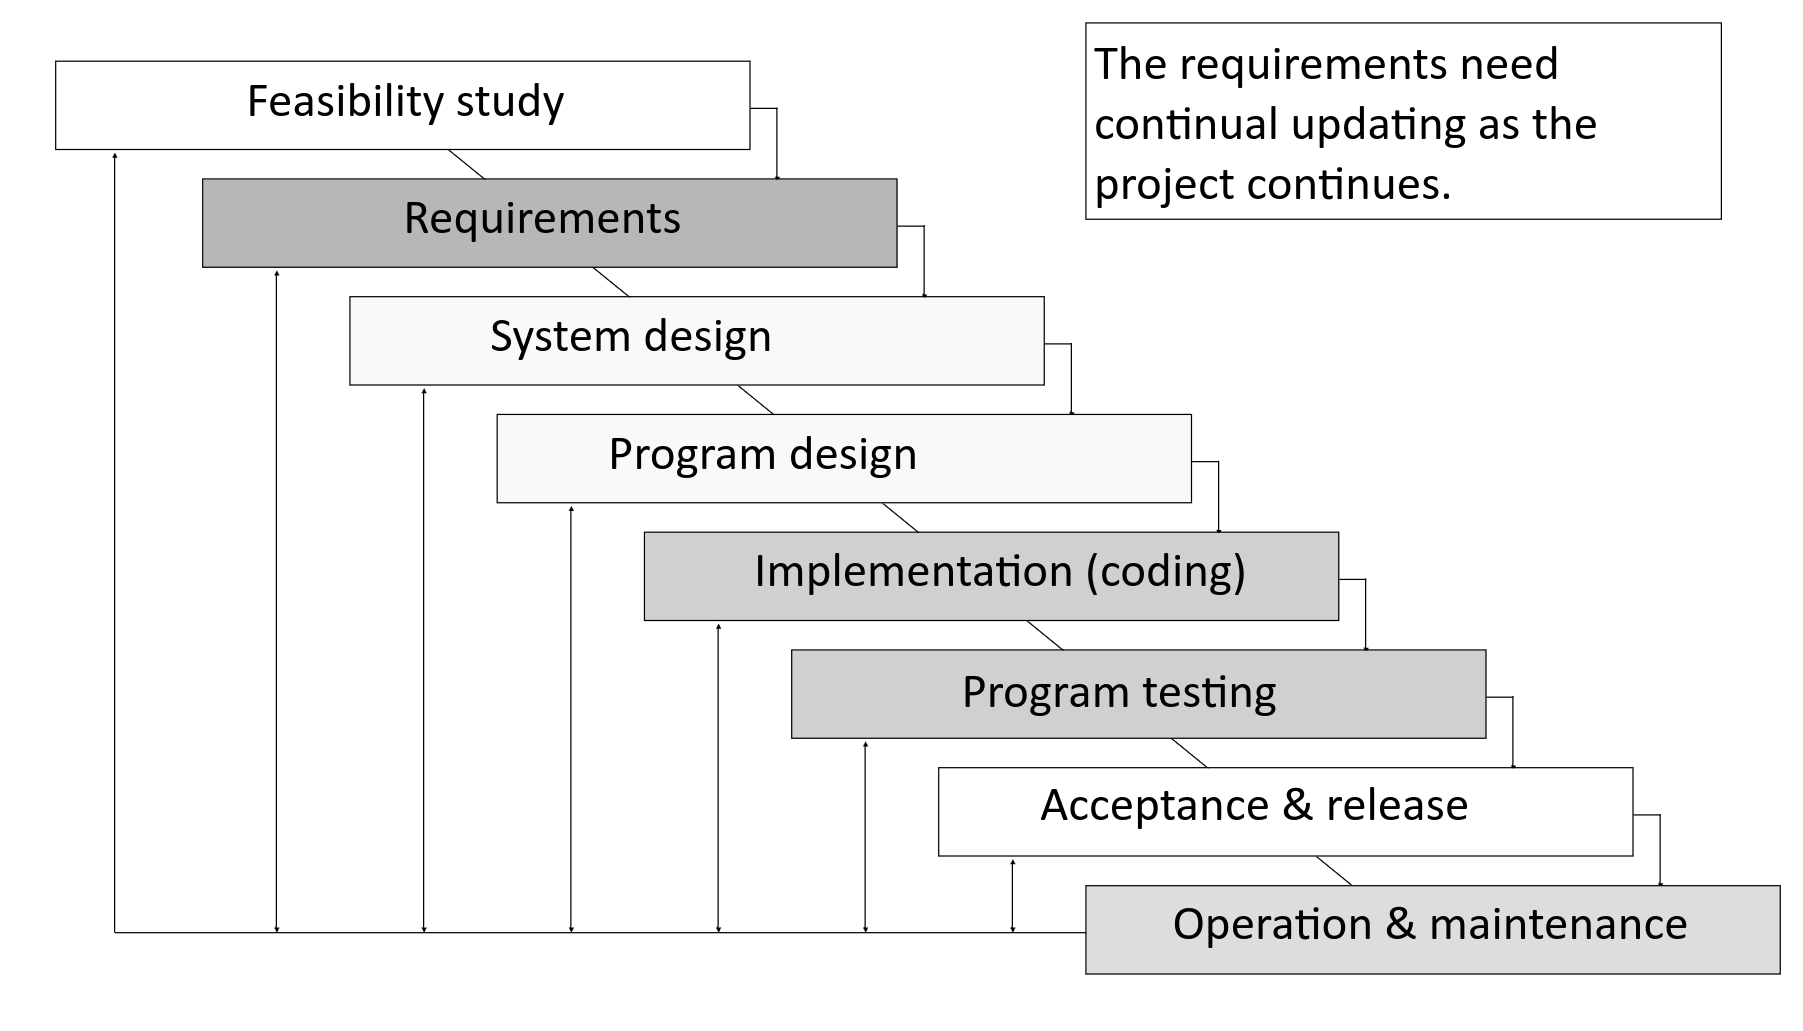 Feasibility study
The requirements need
continual updating as the
project continues.
Requirements
System design
Program design
Implementation (coding)
Program testing
Acceptance & release
Operation & maintenance